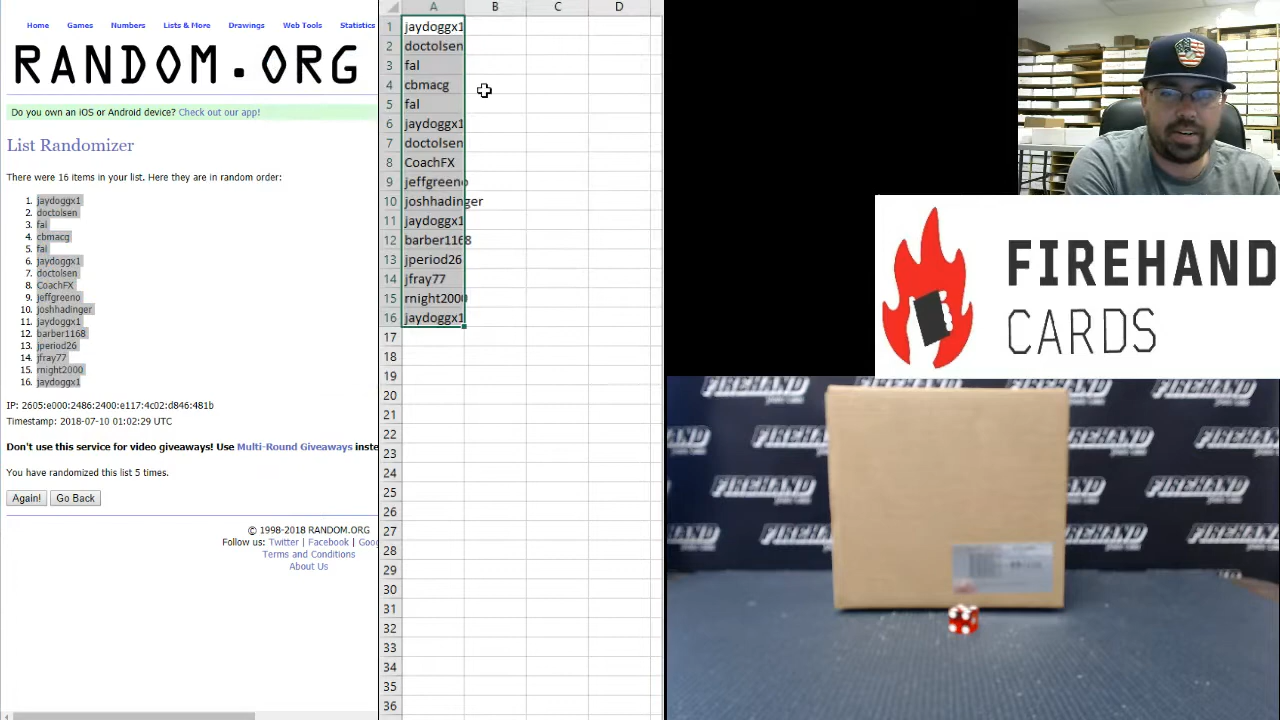 Home Games Numbers Lists & More Drawings Web Tools Statistics
RANDOM.ORG
Do you own an iOS or Android device? Check out our app!
List Randomizer
There were 16 items in your list. Here they are in random order:
1. jaydoggx1
2. doctolsen
3. fal
4. cbmacg
5. fal
6. jaydoggx1
7. doctolsen
8. CoachFX
9. jeffgreeno
10. joshhadinger
11. jaydoggx1
12. barber1168
13. jperiod26
14. jfray77
15. rnight2000
16. jaydoggx1
IP: 2605:e000:2486:2400:e117:4c02:d846:481b
Timestamp: 2018-07-10 01:02:29 UTC
Don't use this service for video giveaways! Use Multi-Round Giveaways inste
You have randomized this list 5 times.
Again! Go Back
© 1998-2018 RANDOM.ORG
Follow us: Twitter | Facebook | Goo
Terms and Conditions
About Us
A B C D
1 jaydoggx1
2 doctolsen
3 fal
4 cbmacg
5 fal
6 jaydoggx1
7 doctolsen
8 CoachFX
9 jeffgreeno
10 joshhadinger
11 jaydoggx1
12 barber1168
13 jperiod26
14 jfray77
15 rnight2000
16 jaydoggx1
17
18
19
20
21
22
23
24
25
26
27
28
29
30
31
32
33
34
35
36
FIREHAND
CARDS
FIREHAND
FIREHAND
FIREHAND
FIREHAND